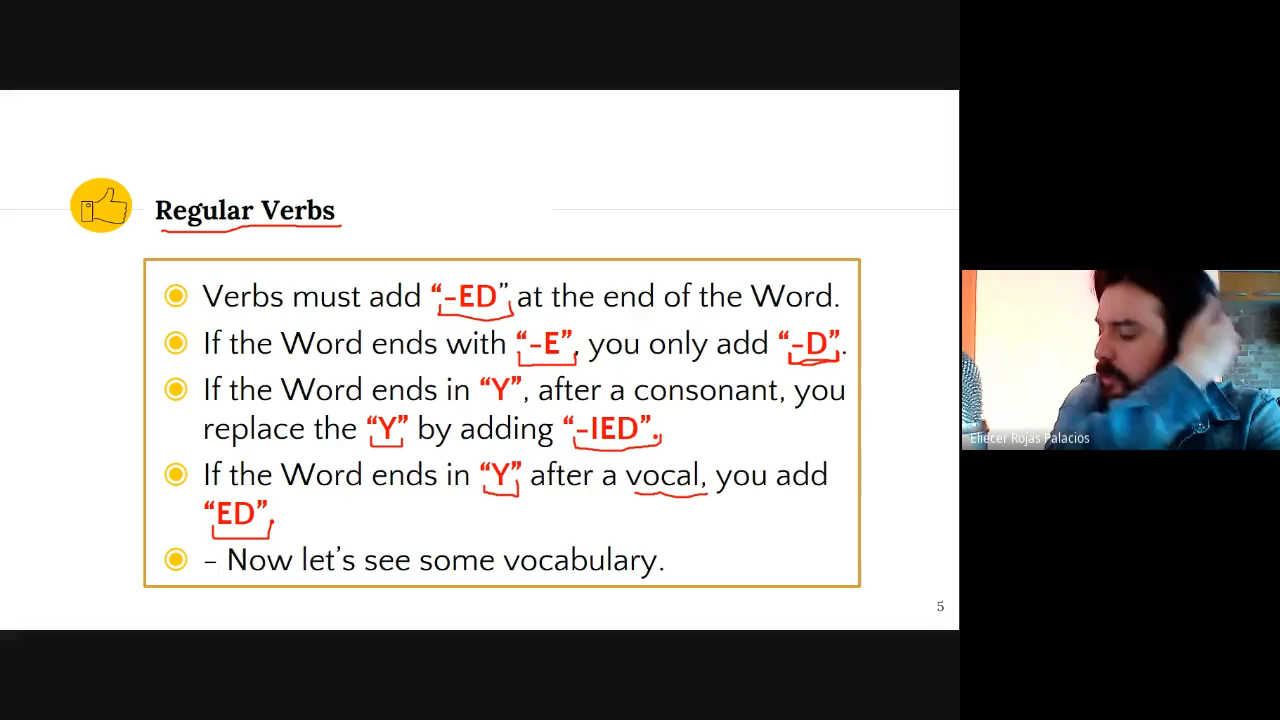 Regular Verbs
Verbs must add “-ED” at the end of the Word.
If the Word ends with “-E”, you only add “-D”.
If the Word ends in “Y”, after a consonant, you
replace the “Y” by adding “-IED”.
If the Word ends in “Y” after a vocal, you add
“ED”.
– Now let’s see some vocabulary.
5
Eliecer Rojas Palacios